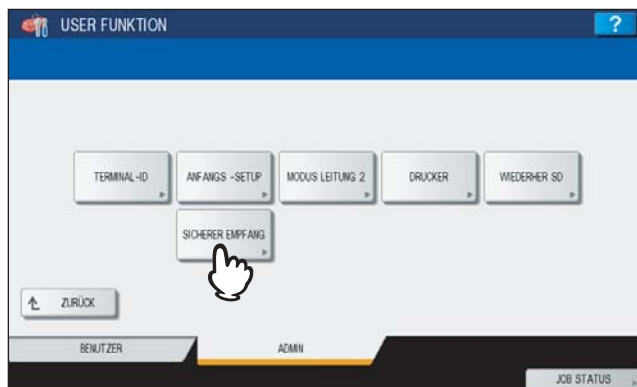 USER FUNKTION ?
TERMINAL-ID ANFANGS -SETUP MODUS LEITUNG 2 DRUCKER WIEDERHER SD
SICHERER EMPFANG
ZURÜCK
BENUTZER ADMIN
JOB STATUS